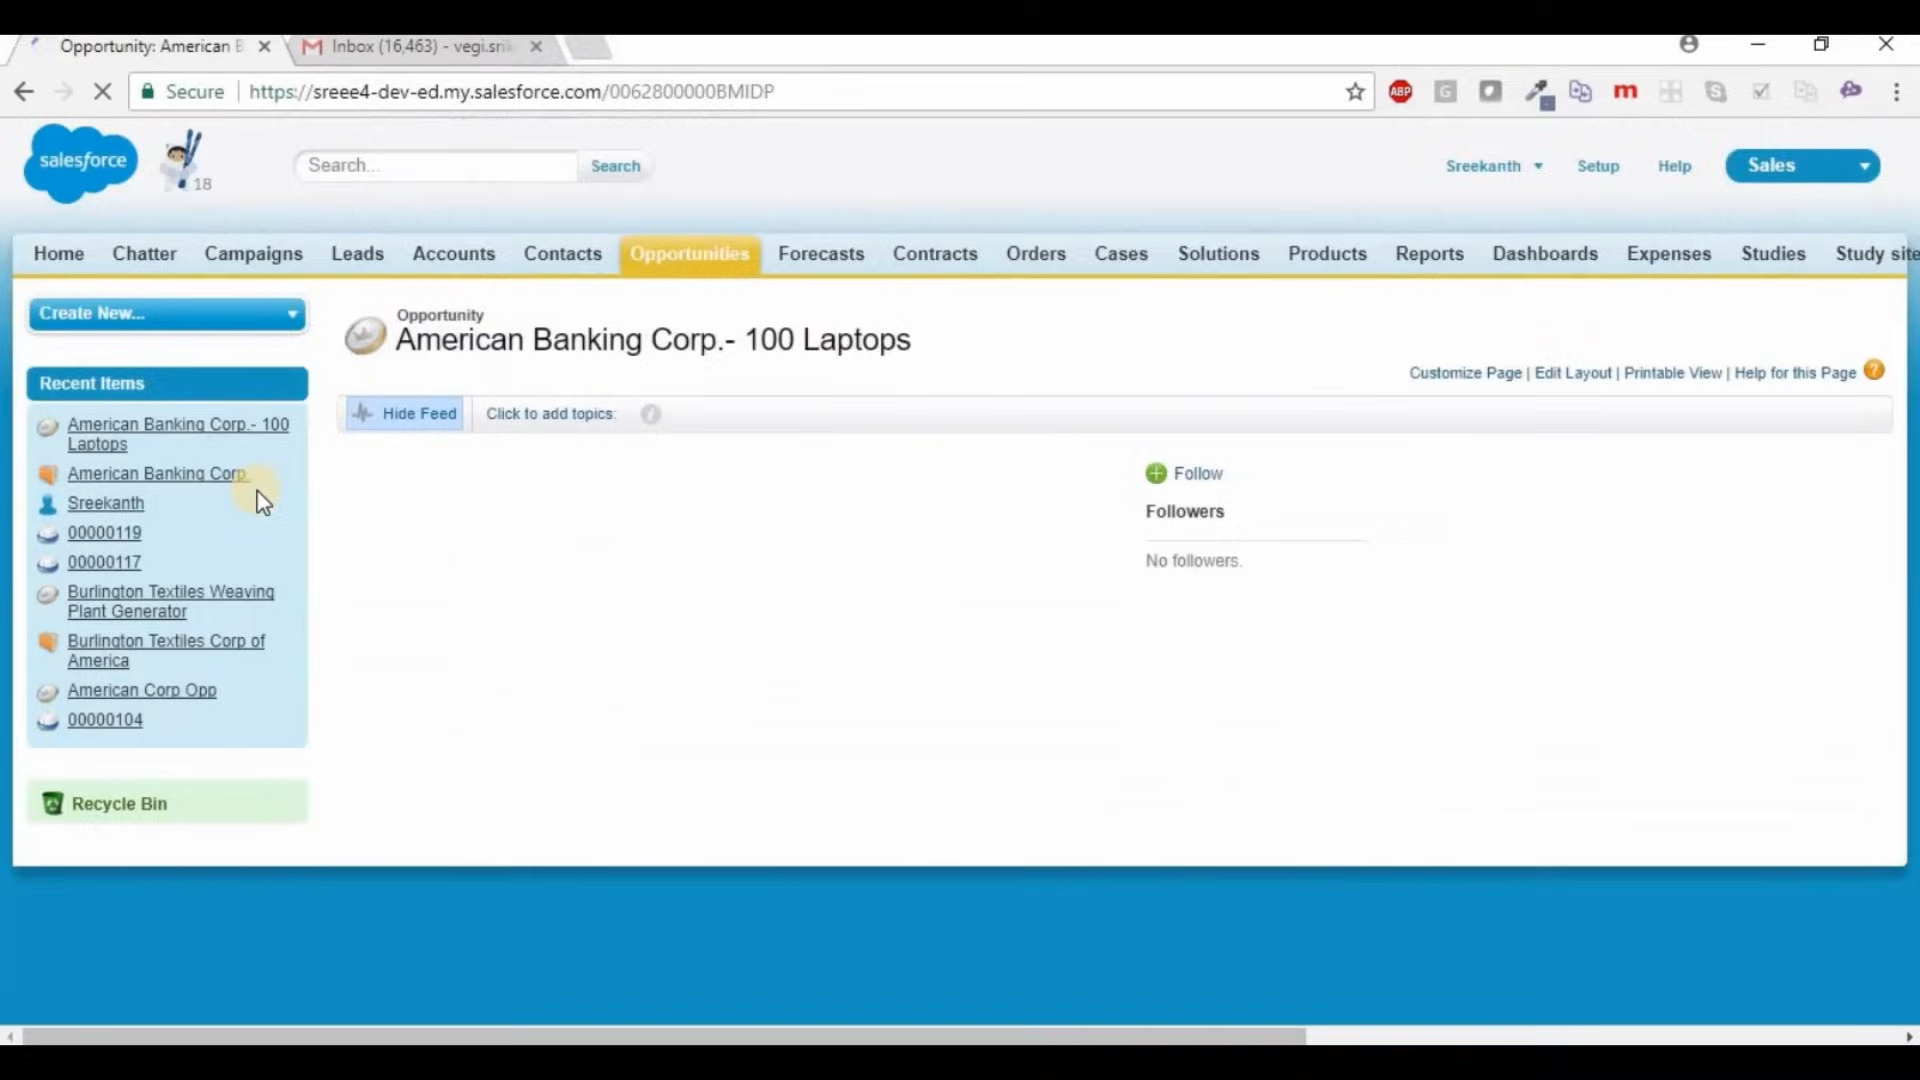 Opportunity: American B
Inbox (16,463) - vegi.srik
Secure
https://sreee4-dev-ed.my.salesforce.com/0062800000BMIDP
ABP
G
m
salesforce
18
Search...
Search
Sreekanth
Setup
Help
Sales
Home
Chatter
Campaigns
Leads
Accounts
Contacts
Opportunities
Forecasts
Contracts
Orders
Cases
Solutions
Products
Reports
Dashboards
Expenses
Studies
Study site
Create New...
Recent Items
American Banking Corp.- 100
Laptops
American Banking Corp.
Sreekanth
00000119
00000117
Burlington Textiles Weaving
Plant Generator
Burlington Textiles Corp of
America
American Corp Opp
00000104
Recycle Bin
Opportunity
American Banking Corp.- 100 Laptops
Customize Page | Edit Layout | Printable View | Help for this Page ?
Hide Feed
Click to add topics:
Follow
Followers
No followers.